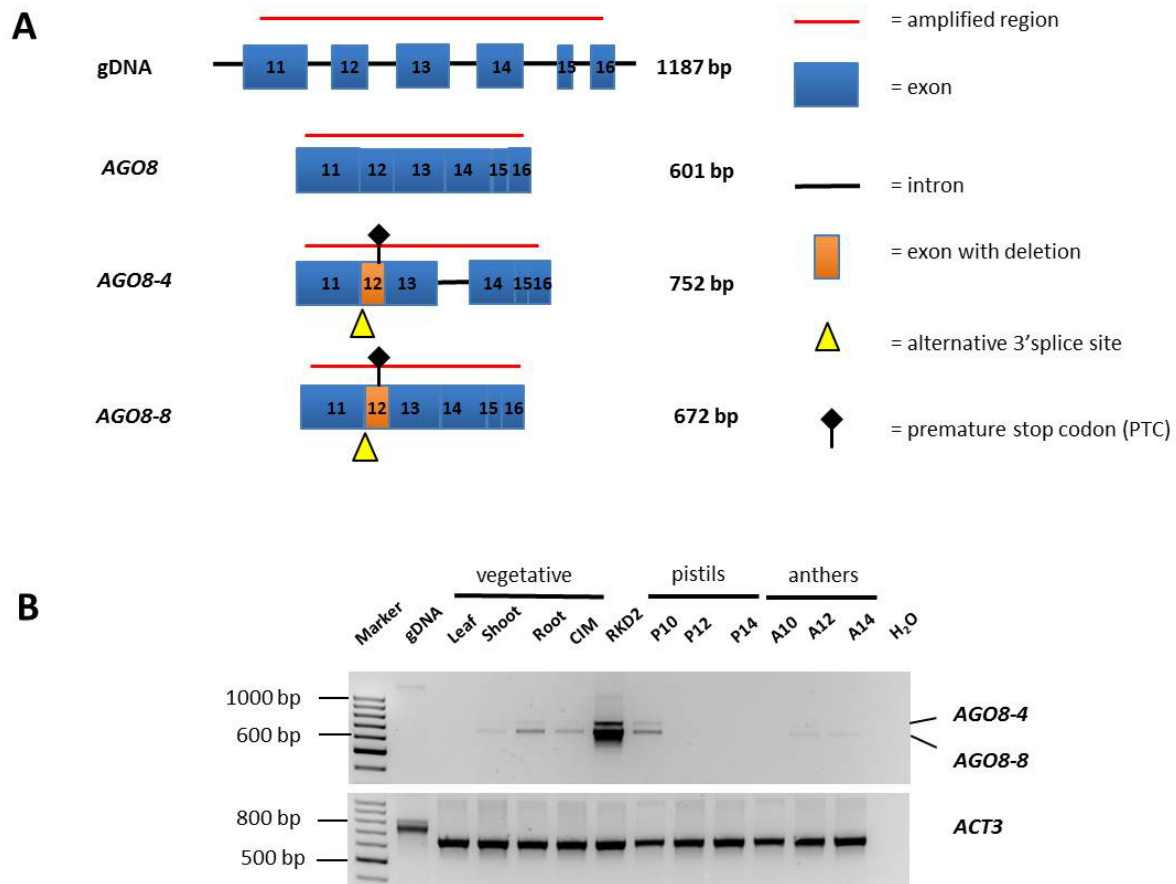 A
gDNA
11 12 13 14 15 16
1187 bp
AGO8
11 12 13 14 15 16
601 bp
AGO8-4
11 12 13 14 15 16
752 bp
AGO8-8
11 12 13 14 15 16
672 bp
= amplified region
= exon
= intron
= exon with deletion
= alternative 3'splice site
= premature stop codon (PTC)
B
vegetative pistils anthers
Marker gDNA Leaf Shoot Root CIM RKD2 P10 P12 P14 A10 A12 A14 H₂O
1000 bp
600 bp
AGO8-4
AGO8-8
800 bp
500 bp
ACT3